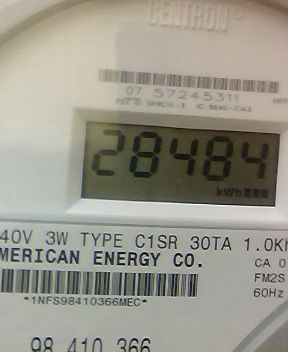 CENTRON®
07 57245311
28484
kWh
40V 3W TYPE C1SR 30TA 1.0K
MERICAN ENERGY CO.
CA 0
FM2S
60Hz
*1NFS98410366MEC*
98 410 366